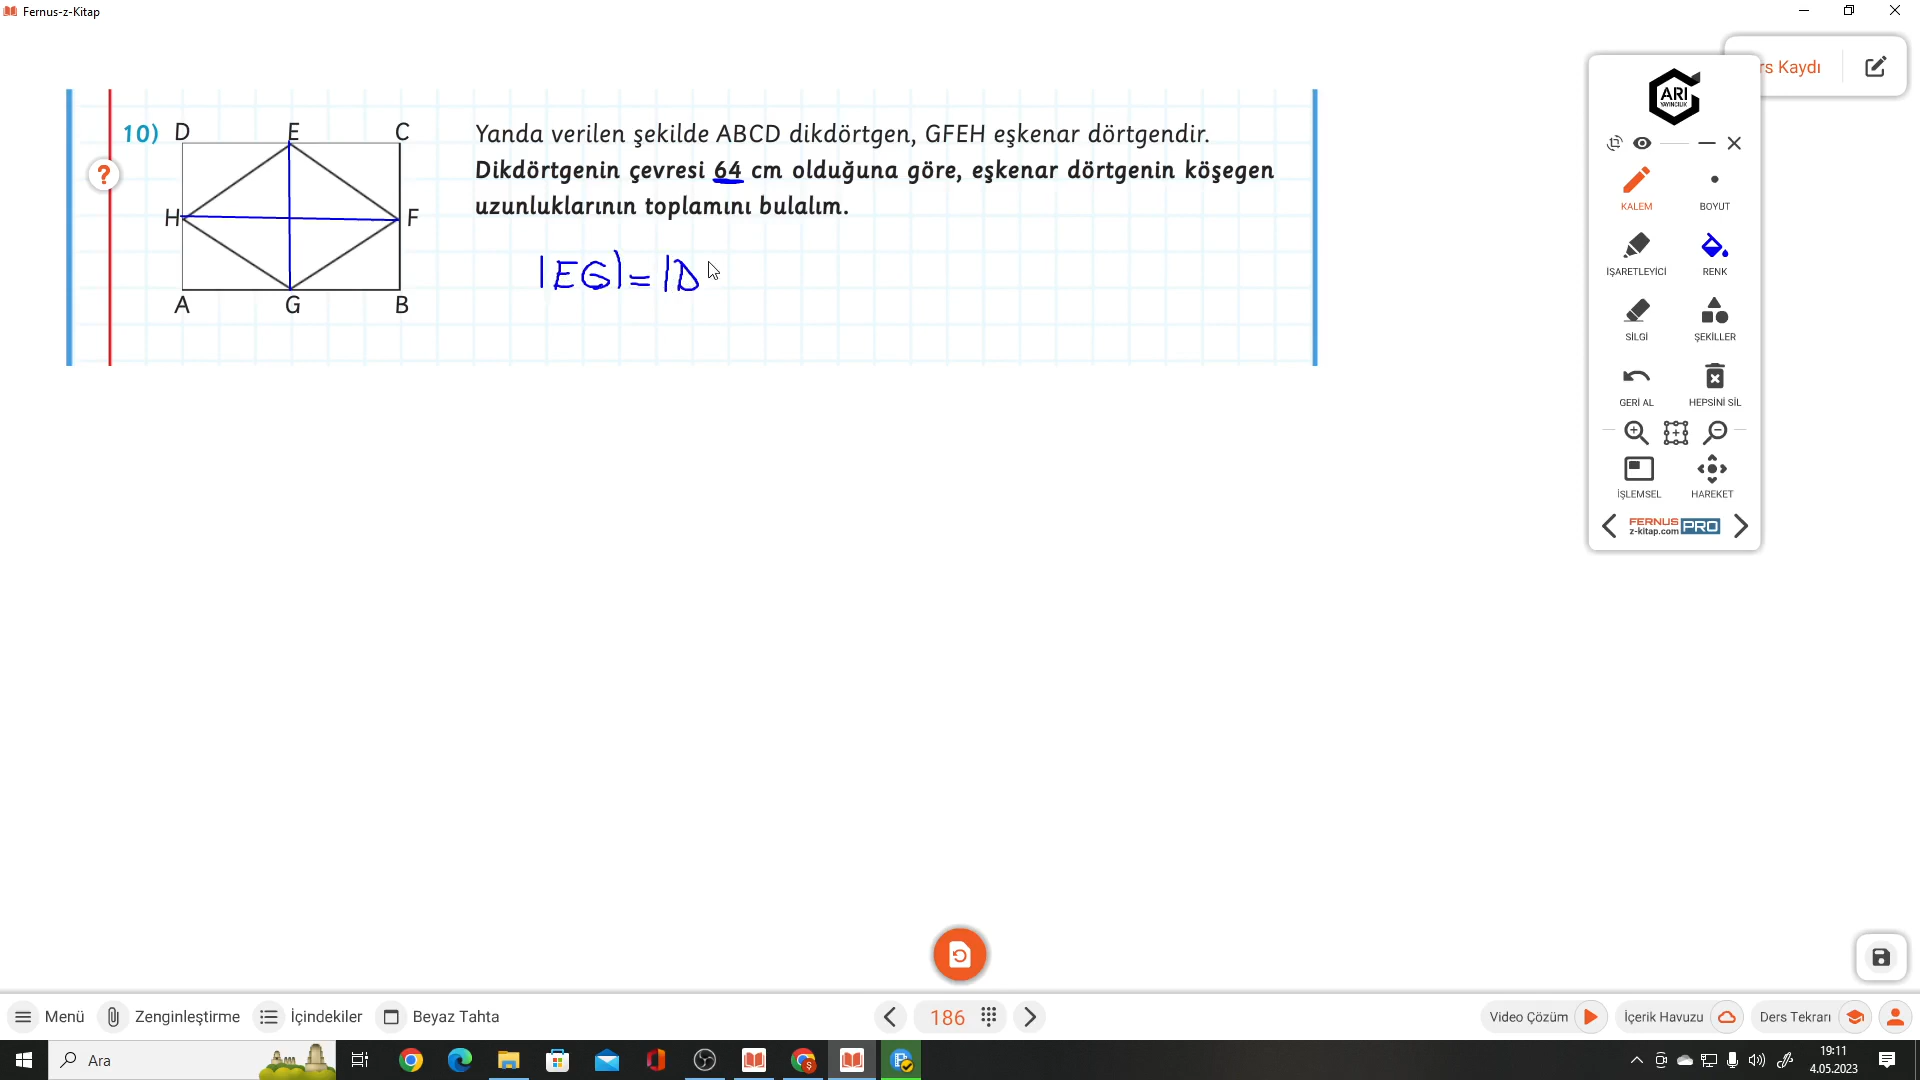 Fernus-z-Kitap
rs Kaydı
ARI
YAYINCILIK
10) D E C
H F
A G B
Yanda verilen şekilde ABCD dikdörtgen, GFEH eşkenar dörtgendir.
Dikdörtgenin çevresi 64 cm olduğuna göre, eşkenar dörtgenin köşegen
uzunluklarının toplamını bulalım.
|EG|=|D
?
KALEM BOYUT
İŞARETLEYİCİ RENK
SİLGİ ŞEKİLLER
GERİ AL HEPSİNİ SİL
İŞLEMSEL HAREKET
FERNUS PRO
z-kitap.com
Menü Zenginleştirme İçindekiler Beyaz Tahta 186 Video Çözüm İçerik Havuzu Ders Tekrarı
Ara
19:11
4.05.2023